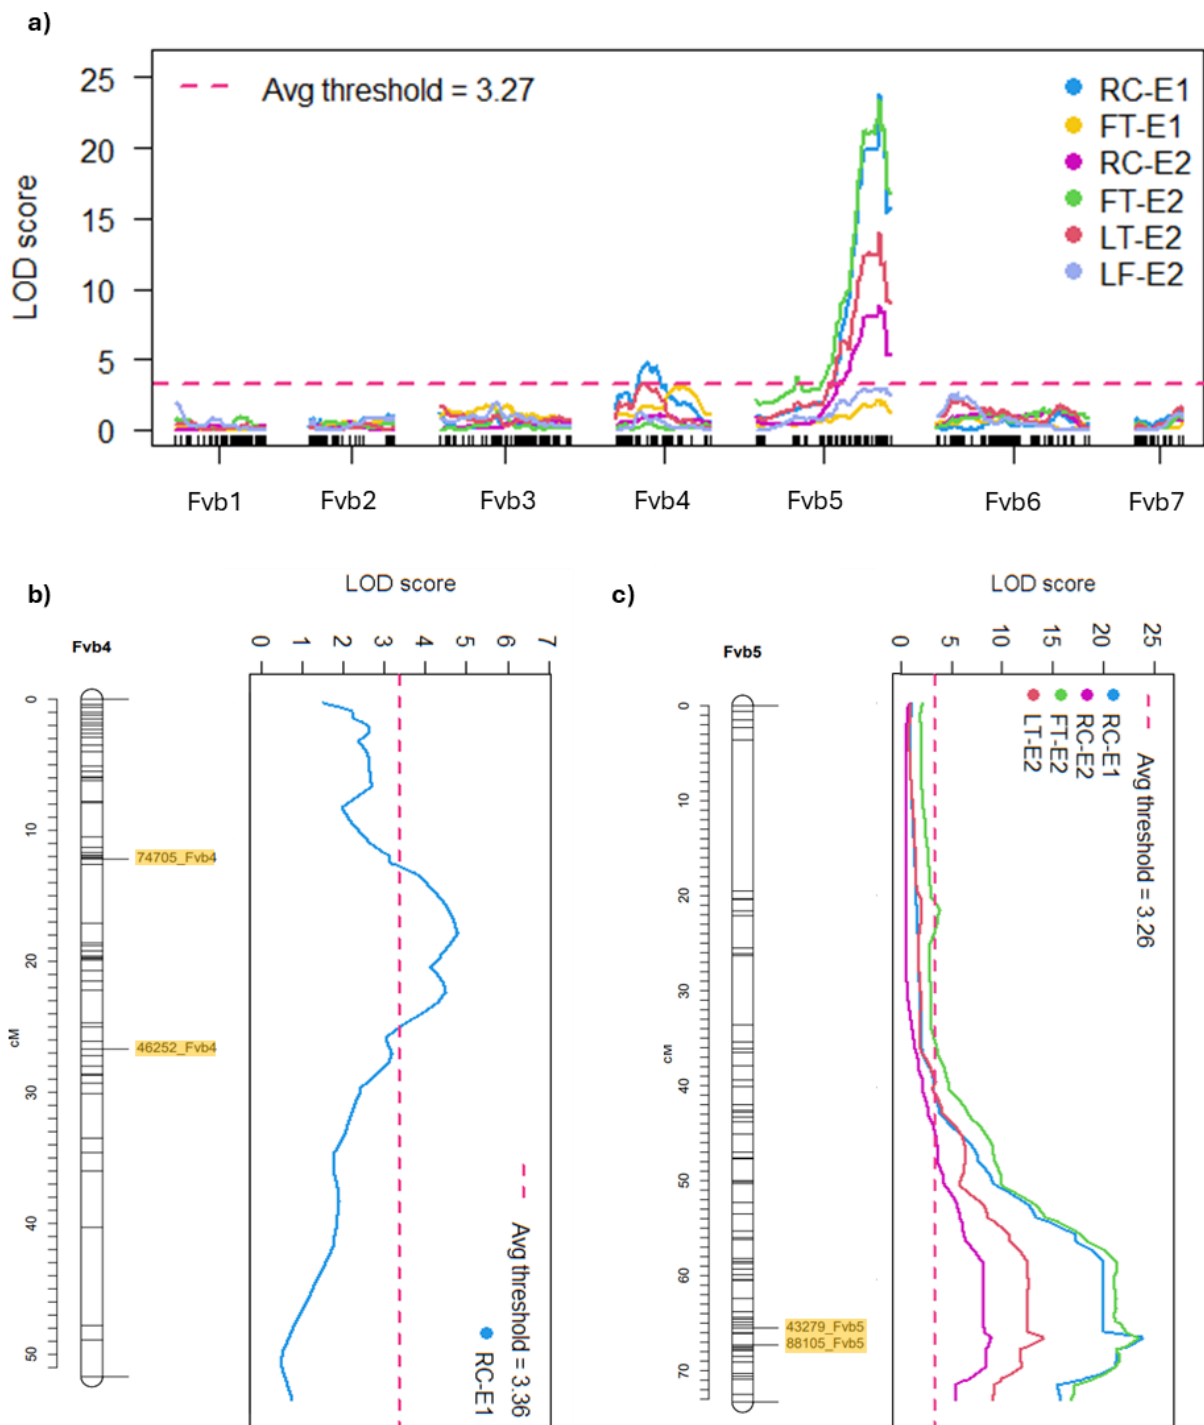 a)
LOD score
25
20
15
10
5
0
Avg threshold = 3.27
RC-E1
FT-E1
RC-E2
FT-E2
LT-E2
LF-E2
Fvb1
Fvb2
Fvb3
Fvb4
Fvb5
Fvb6
Fvb7
b)
LOD score
Fvb4
0 1 2 3 4 5 6 7
0
10
20
30
40
50
cM
74705_Fvb4
46252_Fvb4
Avg threshold = 3.36
RC-E1
c)
LOD score
Fvb5
0 5 10 15 20 25
0
10
20
30
40
50
60
70
cM
43279_Fvb5
88105_Fvb5
Avg threshold = 3.26
RC-E1
RC-E2
FT-E2
LT-E2